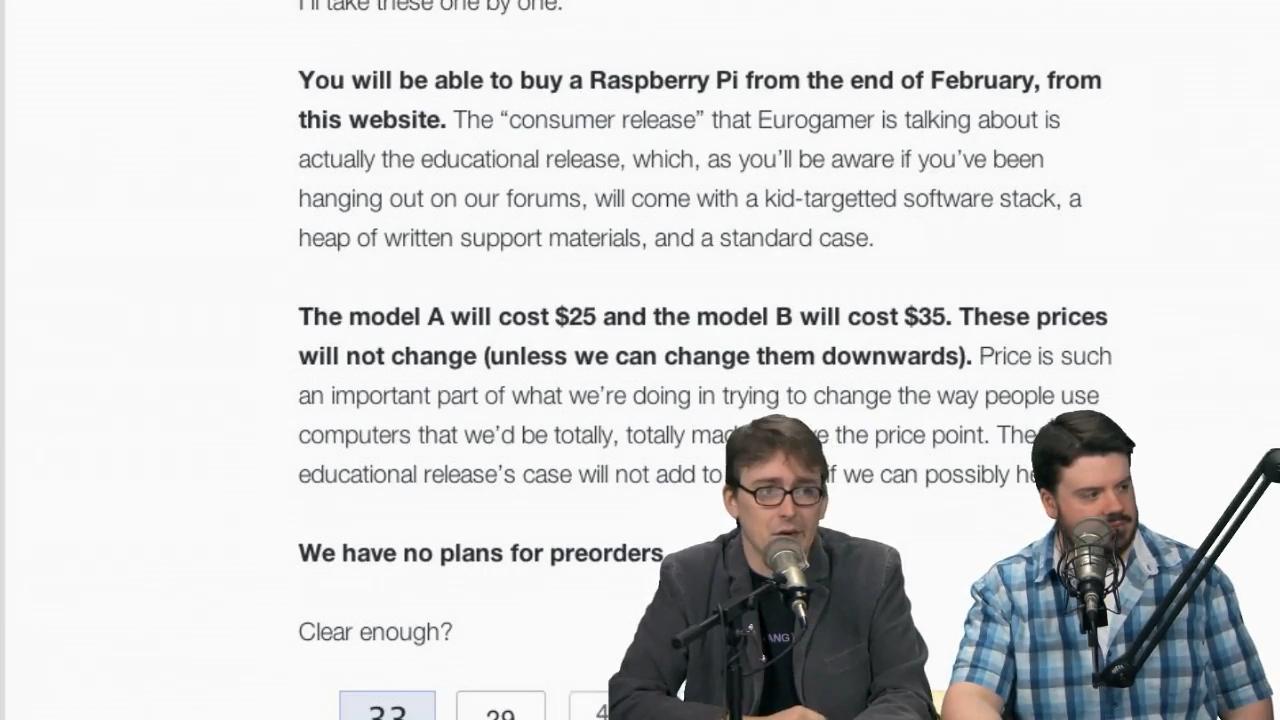 I'll take these one by one.
You will be able to buy a Raspberry Pi from the end of February, from
this website. The “consumer release” that Eurogamer is talking about is
actually the educational release, which, as you’ll be aware if you’ve been
hanging out on our forums, will come with a kid-targetted software stack, a
heap of written support materials, and a standard case.
The model A will cost $25 and the model B will cost $35. These prices
will not change (unless we can change them downwards). Price is such
an important part of what we’re doing in trying to change the way people use
computers that we’d be totally, totally mad the price point. The
educational release’s case will not add to if we can possibly
We have no plans for preorders
Clear enough?
33 29 4
ANG